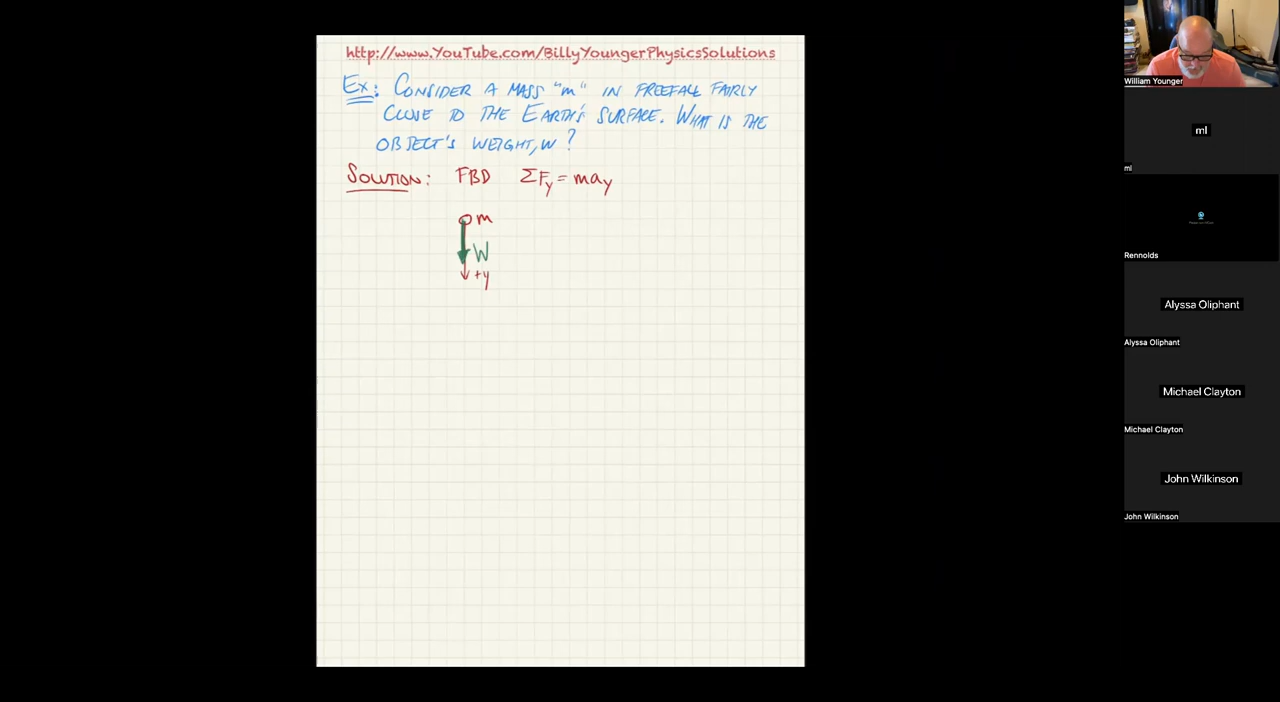 http://www.YouTube.com/BillyYoungerPhysicsSolutions
Ex: CONSIDER A MASS "m" IN FREEFALL FAIRLY
CLOSE TO THE EARTH'S SURFACE. WHAT IS THE
OBJECT'S WEIGHT, W?
SOLUTION: FBD ΣFy = may
m
W
+y
William Younger
ml
ml
Rennolds
Alyssa Oliphant
Alyssa Oliphant
Michael Clayton
Michael Clayton
John Wilkinson
John Wilkinson